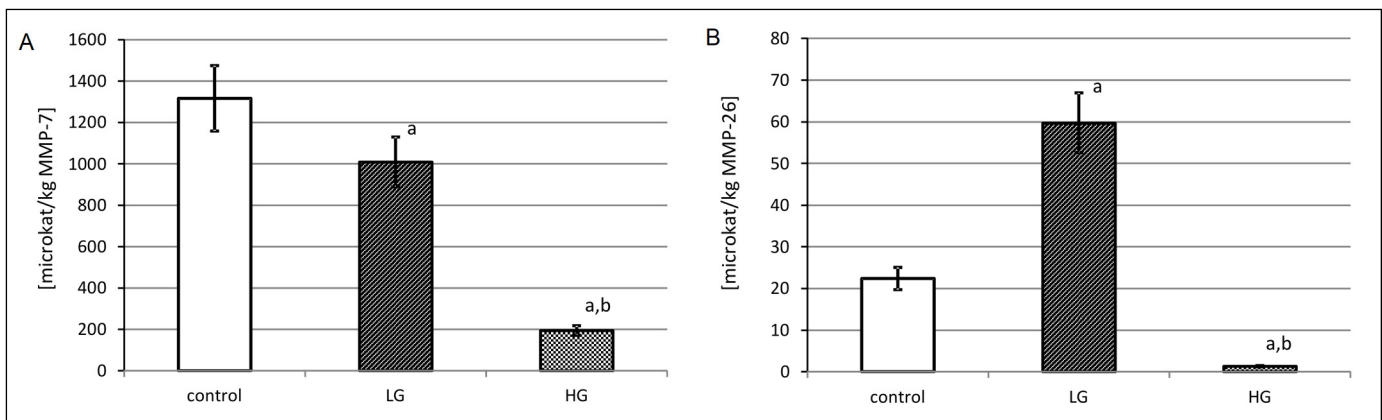 A
[microkat/kg MMP-7]
1600
1400
1200
1000
800
600
400
200
0
a
a,b
control LG HG
B
[microkat/kg MMP-26]
80
70
60
50
40
30
20
10
0
a
a,b
control LG HG